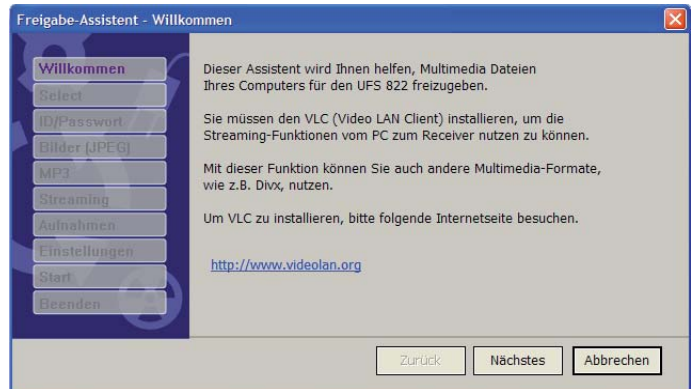 Freigabe-Assistent - Willkommen
Willkommen
Select
ID/Passwort
Bilder (JPEG)
MP3
Streaming
Aufnahmen
Einstellungen
Start
Beenden
Dieser Assistent wird Ihnen helfen, Multimedia Dateien
Ihres Computers für den UFS 822 freizugeben.
Sie müssen den VLC (Video LAN Client) installieren, um die
Streaming-Funktionen vom PC zum Receiver nutzen zu können.
Mit dieser Funktion können Sie auch andere Multimedia-Formate,
wie z.B. Divx, nutzen.
Um VLC zu installieren, bitte folgende Internetseite besuchen.
http://www.videolan.org
Zurück
Nächstes
Abbrechen